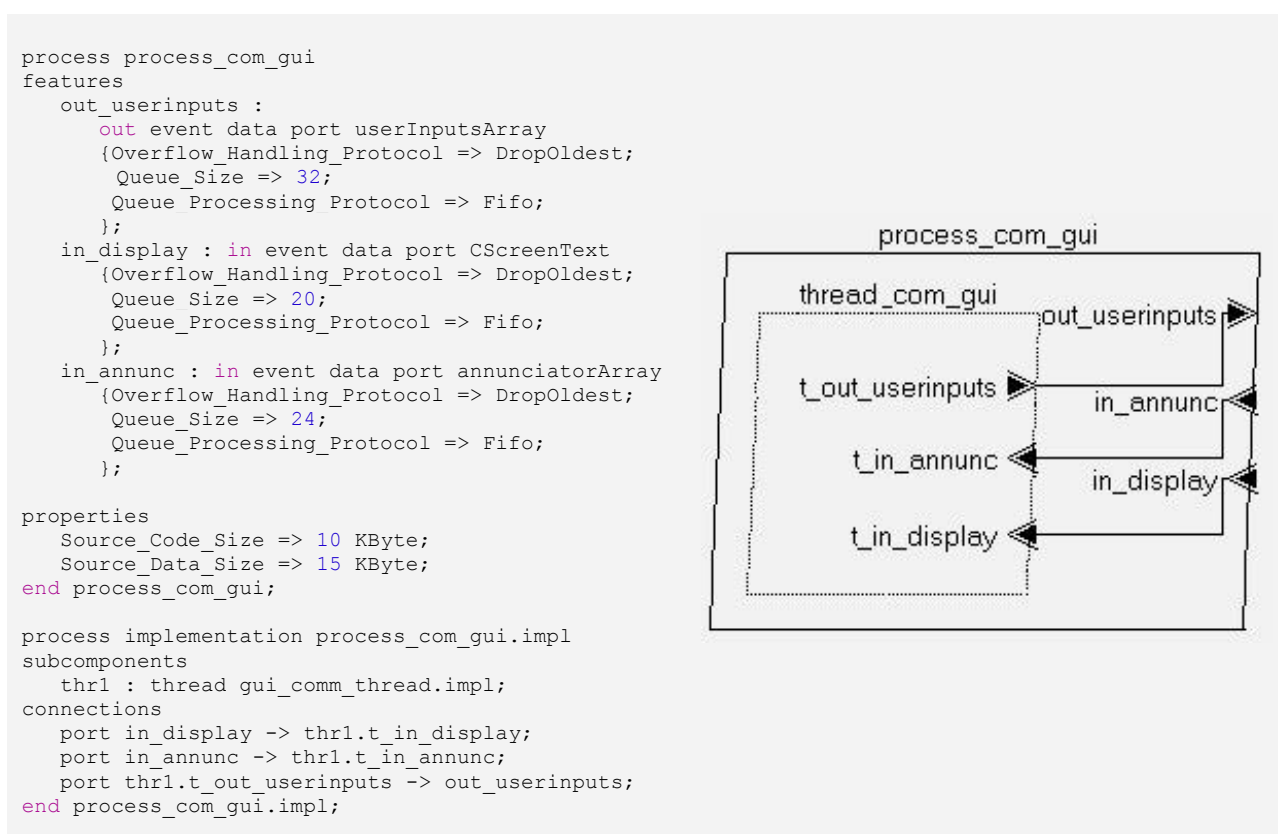 process process_com_gui
features
out_userinputs :
out event data port userInputsArray
{Overflow_Handling_Protocol => DropOldest;
Queue_Size => 32;
Queue_Processing_Protocol => Fifo;
};
in_display : in event data port CScreenText
{Overflow_Handling_Protocol => DropOldest;
Queue_Size => 20;
Queue_Processing_Protocol => Fifo;
};
in_annunc : in event data port annunciatorArray
{Overflow_Handling_Protocol => DropOldest;
Queue_Size => 24;
Queue_Processing_Protocol => Fifo;
};
properties
Source_Code_Size => 10 KByte;
Source_Data_Size => 15 KByte;
end process_com_gui;
process implementation process_com_gui.impl
subcomponents
thr1 : thread gui_comm_thread.impl;
connections
port in_display -> thr1.t_in_display;
port in_annunc -> thr1.t_in_annunc;
port thr1.t_out_userinputs -> out_userinputs;
end process_com_gui.impl;
process_com_gui
thread_com_gui
out_userinputs
t_out_userinputs
in_annunc
t_in_annunc
in_display
t_in_display